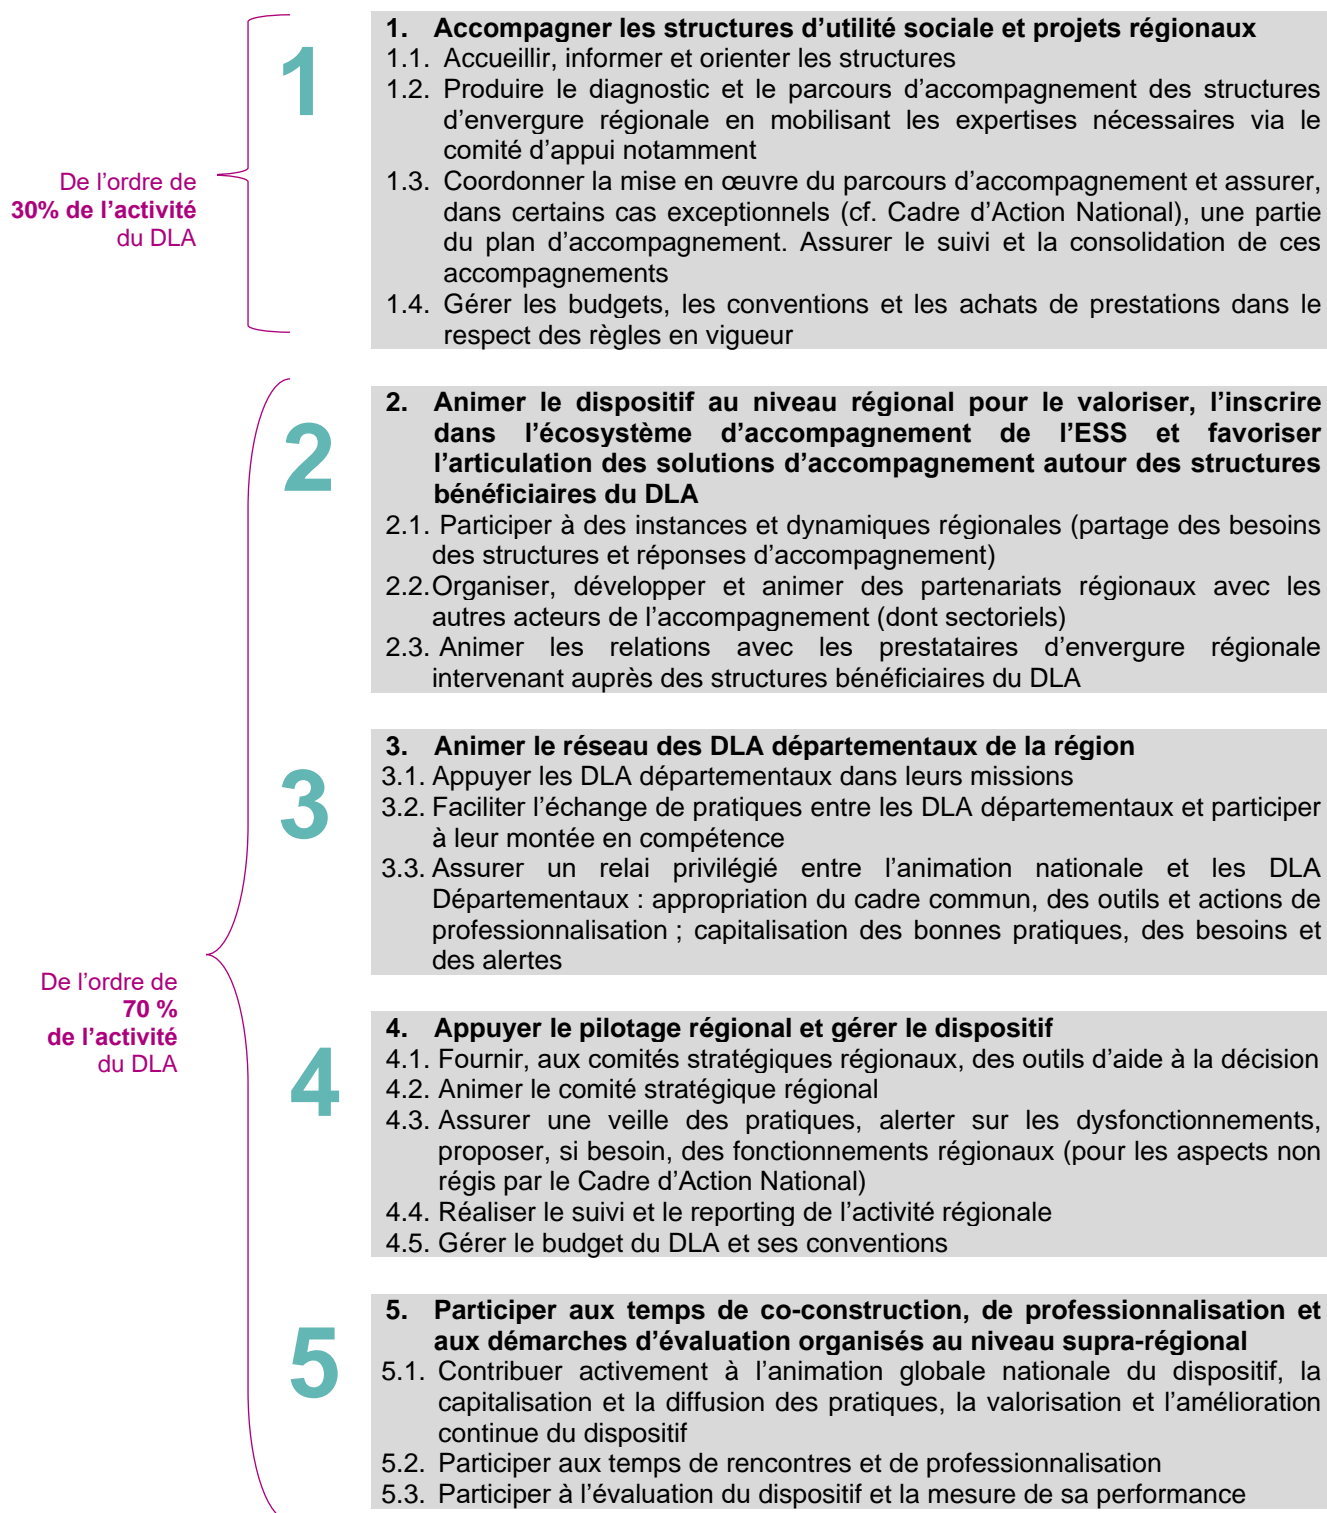 1
De l’ordre de
30% de l’activité
du DLA
1. Accompagner les structures d’utilité sociale et projets régionaux
1.1. Accueillir, informer et orienter les structures
1.2. Produire le diagnostic et le parcours d’accompagnement des structures
d’envergure régionale en mobilisant les expertises nécessaires via le
comité d’appui notamment
1.3. Coordonner la mise en œuvre du parcours d’accompagnement et assurer,
dans certains cas exceptionnels (cf. Cadre d’Action National), une partie
du plan d’accompagnement. Assurer le suivi et la consolidation de ces
accompagnements
1.4. Gérer les budgets, les conventions et les achats de prestations dans le
respect des règles en vigueur
De l’ordre de
70 %
de l’activité
du DLA
2
2. Animer le dispositif au niveau régional pour le valoriser, l’inscrire
dans l’écosystème d’accompagnement de l’ESS et favoriser
l’articulation des solutions d’accompagnement autour des structures
bénéficiaires du DLA
2.1. Participer à des instances et dynamiques régionales (partage des besoins
des structures et réponses d’accompagnement)
2.2.Organiser, développer et animer des partenariats régionaux avec les
autres acteurs de l’accompagnement (dont sectoriels)
2.3. Animer les relations avec les prestataires d’envergure régionale
intervenant auprès des structures bénéficiaires du DLA
3
3. Animer le réseau des DLA départementaux de la région
3.1. Appuyer les DLA départementaux dans leurs missions
3.2. Faciliter l’échange de pratiques entre les DLA départementaux et participer
à leur montée en compétence
3.3. Assurer un relai privilégié entre l’animation nationale et les DLA
Départementaux : appropriation du cadre commun, des outils et actions de
professionnalisation ; capitalisation des bonnes pratiques, des besoins et
des alertes
4
4. Appuyer le pilotage régional et gérer le dispositif
4.1. Fournir, aux comités stratégiques régionaux, des outils d’aide à la décision
4.2. Animer le comité stratégique régional
4.3. Assurer une veille des pratiques, alerter sur les dysfonctionnements,
proposer, si besoin, des fonctionnements régionaux (pour les aspects non
régis par le Cadre d’Action National)
4.4. Réaliser le suivi et le reporting de l’activité régionale
4.5. Gérer le budget du DLA et ses conventions
5
5. Participer aux temps de co-construction, de professionnalisation et
aux démarches d’évaluation organisés au niveau supra-régional
5.1. Contribuer activement à l’animation globale nationale du dispositif, la
capitalisation et la diffusion des pratiques, la valorisation et l’amélioration
continue du dispositif
5.2. Participer aux temps de rencontres et de professionnalisation
5.3. Participer à l’évaluation du dispositif et la mesure de sa performance